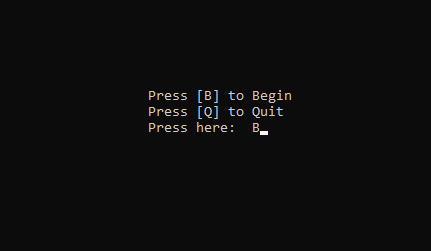 Press [B] to Begin
Press [Q] to Quit
Press here:  B